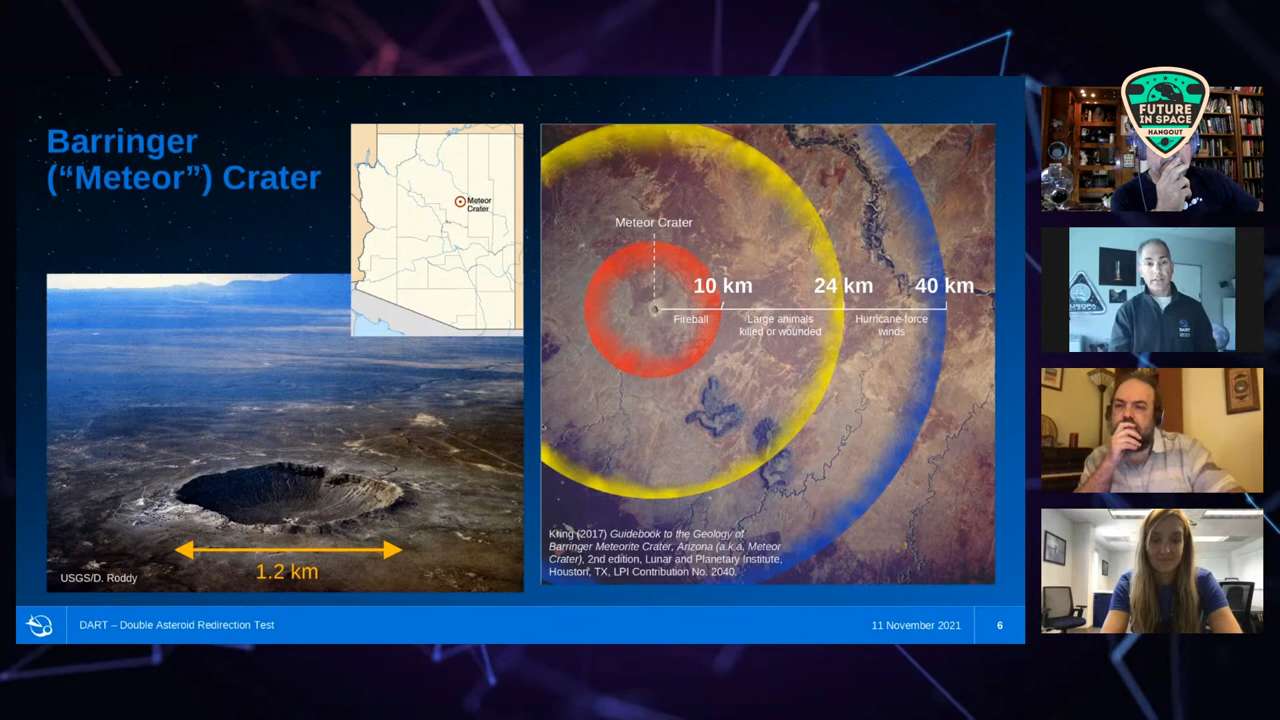 Barringer
(“Meteor”) Crater
Meteor
Crater
USGS/D. Roddy
1.2 km
Meteor Crater
10 km
24 km
40 km
Fireball
Large animals
killed or wounded
Hurricane-force
winds
Kring (2017) Guidebook to the Geology of
Barringer Meteorite Crater, Arizona (a.k.a, Meteor
Crater), 2nd edition, Lunar and Planetary Institute,
Houston, TX, LPI Contribution No. 2040.
DART – Double Asteroid Redirection Test
11 November 2021
6
FUTURE
IN SPACE
HANGOUT
DART